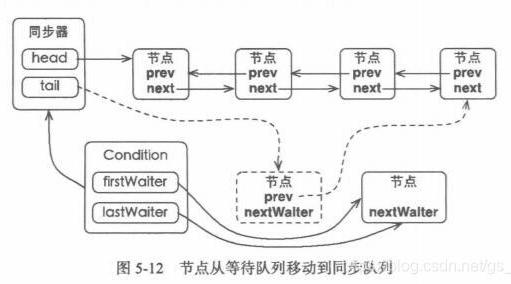 同步器
head
tail
节点
prev
next
节点
prev
next
节点
prev
next
节点
prev
next
Condition
firstWaiter
lastWaiter
节点
prev
nextWaiter
节点
nextWaiter
图 5-12 节点从等待队列移动到同步队列
blog.csdn.net/gs_